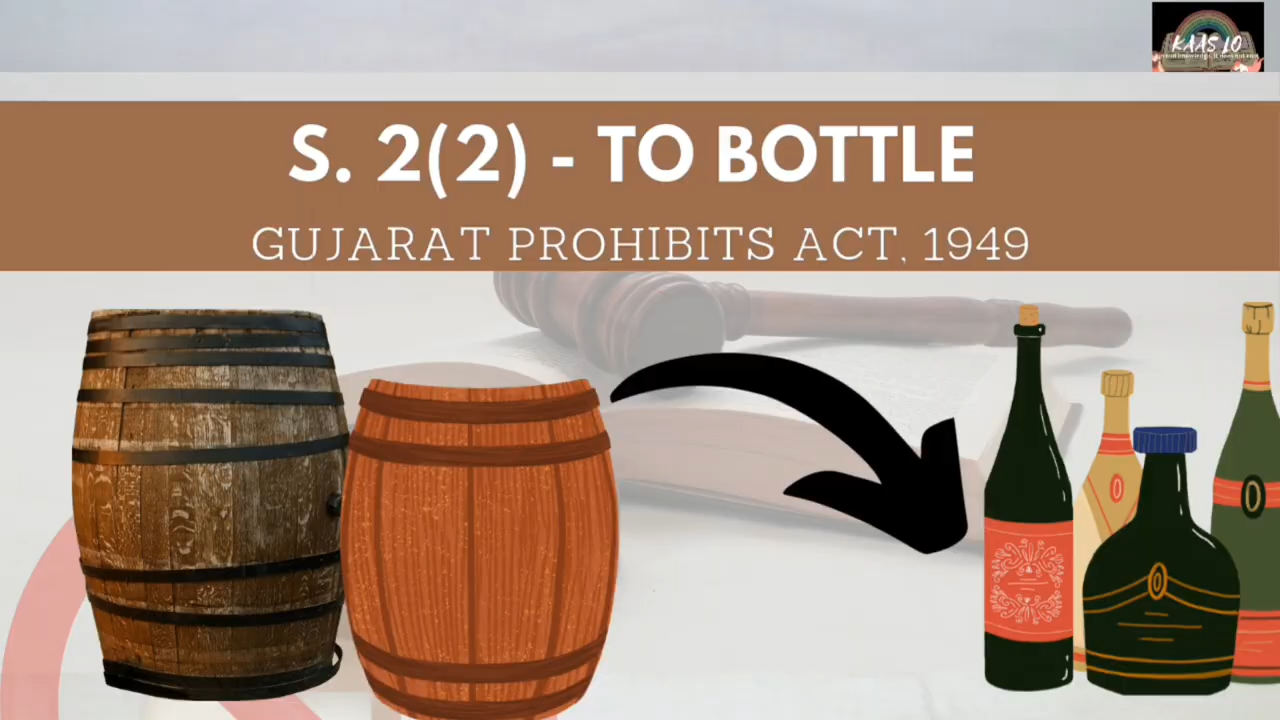 KAAS LO
S. 2(2) - TO BOTTLE
GUJARAT PROHIBITS ACT, 1949